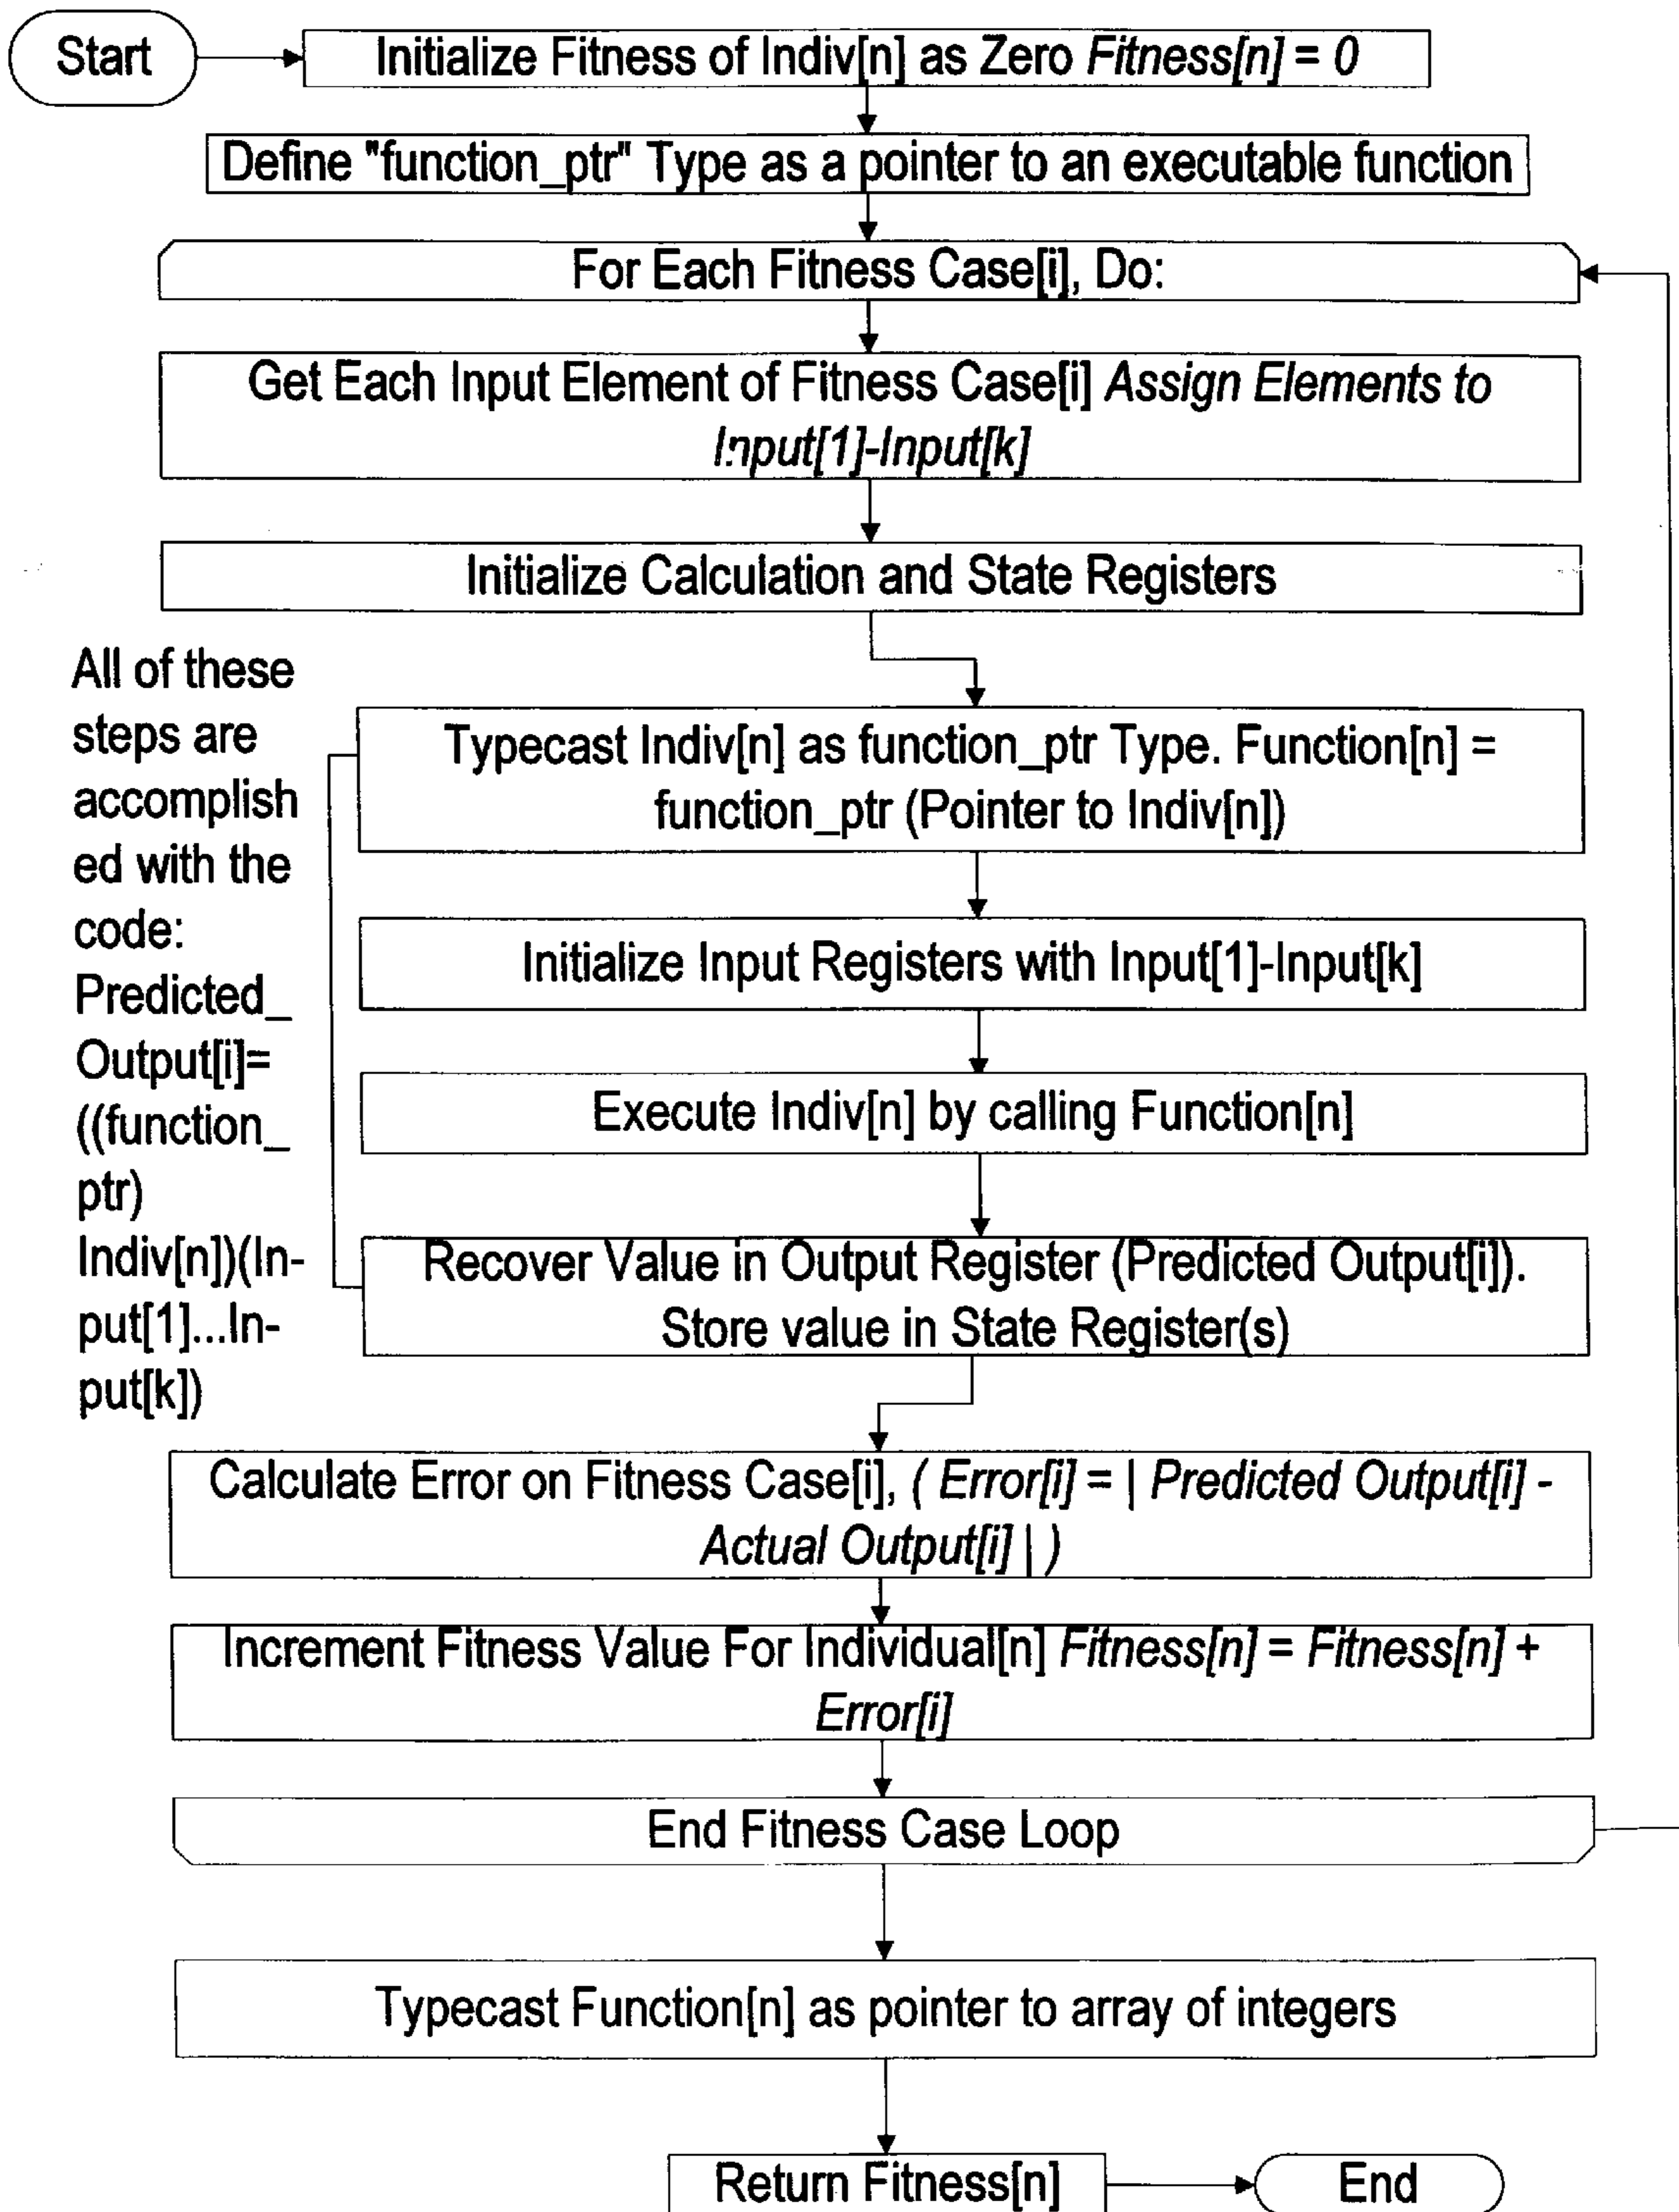 Start
Initialize Fitness of Indiv[n] as Zero Fitness[n] = 0
Define "function_ptr" Type as a pointer to an executable function
For Each Fitness Case[i], Do:
Get Each Input Element of Fitness Case[i] Assign Elements to
Input[1]-Input[k]
Initialize Calculation and State Registers
All of these
steps are
accomplish
ed with the
code:
Predicted_
Output[i]=
((function_
ptr)
Indiv[n])(In-
put[1]...In-
put[k])
Typecast Indiv[n] as function_ptr Type. Function[n] =
function_ptr (Pointer to Indiv[n])
Initialize Input Registers with Input[1]-Input[k]
Execute Indiv[n] by calling Function[n]
Recover Value in Output Register (Predicted Output[i]).
Store value in State Register(s)
Calculate Error on Fitness Case[i], ( Error[i] = | Predicted Output[i] -
Actual Output[i] | )
Increment Fitness Value For Individual[n] Fitness[n] = Fitness[n] +
Error[i]
End Fitness Case Loop
Typecast Function[n] as pointer to array of integers
Return Fitness[n]
End